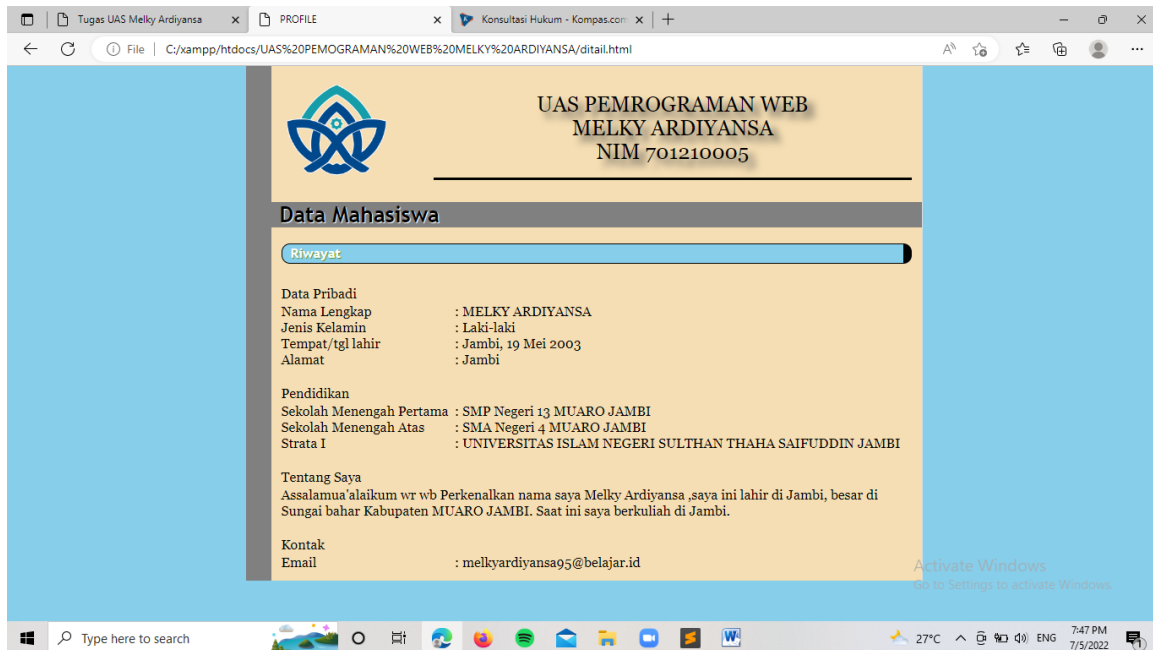 Tugas UAS Melky Ardiyansa
PROFILE
Konsultasi Hukum - Kompas.com
File
C:/xampp/htdocs/UAS%20PEMOGRAMAN%20WEB%20MELKY%20ARDIYANSA/ditail.html
UAS PEMROGRAMAN WEB
MELKY ARDIYANSA
NIM 701210005
Data Mahasiswa
Riwayat
Data Pribadi
Nama Lengkap : MELKY ARDIYANSA
Jenis Kelamin : Laki-laki
Tempat/tgl lahir : Jambi, 19 Mei 2003
Alamat : Jambi
Pendidikan
Sekolah Menengah Pertama : SMP Negeri 13 MUARO JAMBI
Sekolah Menengah Atas : SMA Negeri 4 MUARO JAMBI
Strata I : UNIVERSITAS ISLAM NEGERI SULTHAN THAHA SAIFUDDIN JAMBI
Tentang Saya
Assalamua'alaikum wr wb Perkenalkan nama saya Melky Ardiyansa ,saya ini lahir di Jambi, besar di
Sungai bahar Kabupaten MUARO JAMBI. Saat ini saya berkuliah di Jambi.
Kontak
Email : melkyardiyansa95@belajar.id
Activate Windows
Go to Settings to activate Windows.
Type here to search
27°C
ENG
7:47 PM
7/5/2022